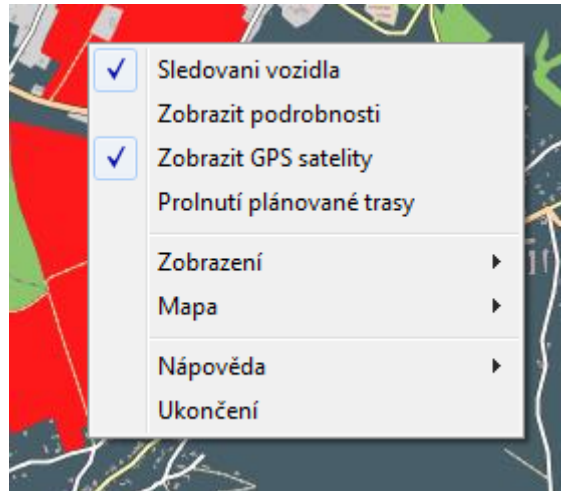 Sledovani vozidla
Zobrazit podrobnosti
Zobrazit GPS satelity
Prolnutí plánované trasy
Zobrazení
Mapa
Nápověda
Ukončení